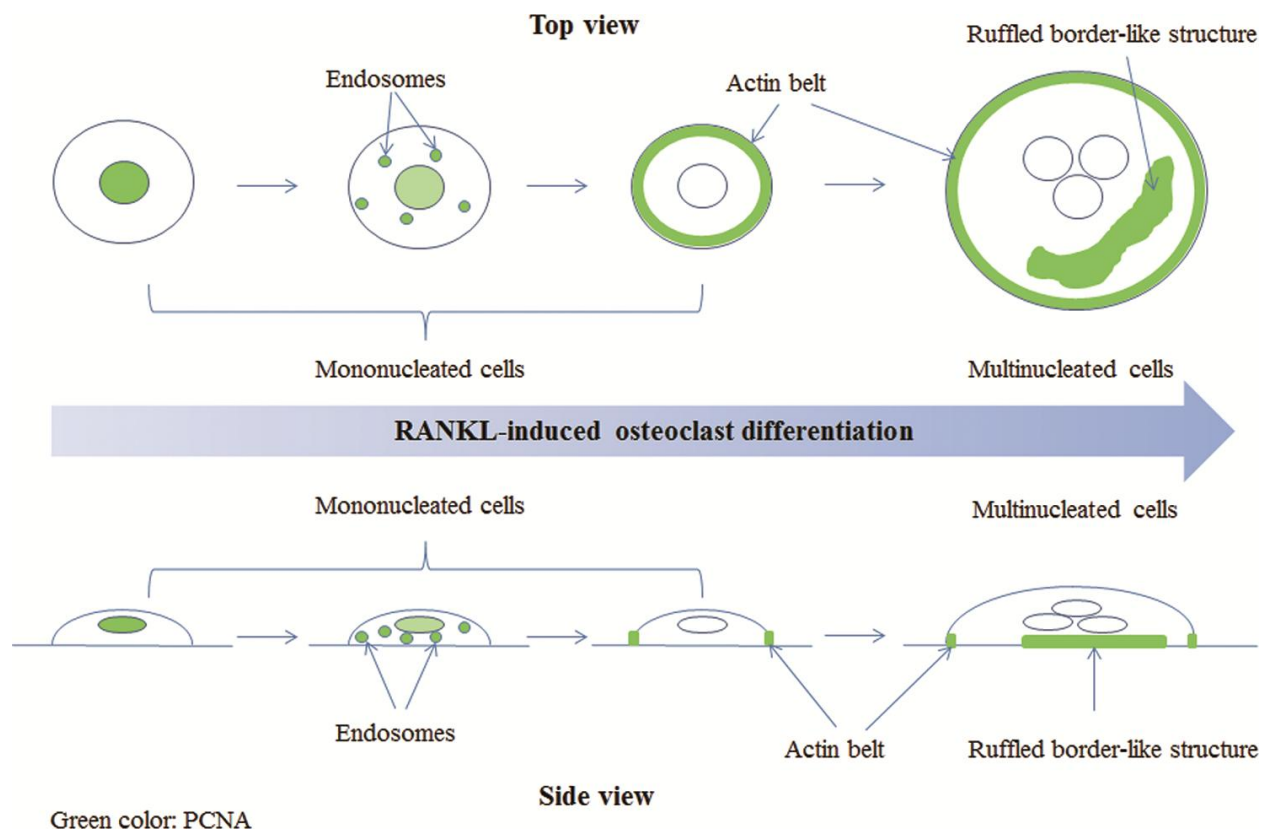 Top view
Ruffled border-like structure
Endosomes
Actin belt
Mononucleated cells
Multinucleated cells
RANKL-induced osteoclast differentiation
Mononucleated cells
Multinucleated cells
Endosomes
Actin belt
Ruffled border-like structure
Side view
Green color: PCNA